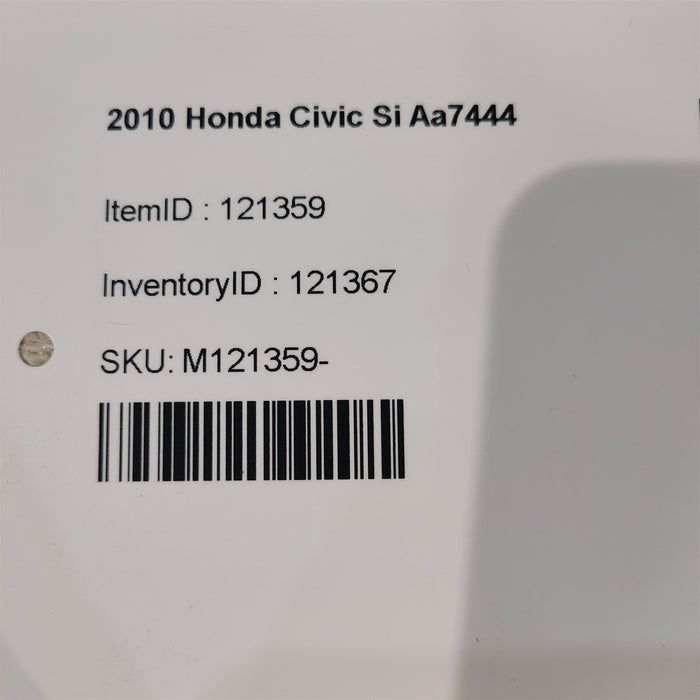 2010 Honda Civic Si Aa7444
ItemID : 121359
InventoryID : 121367
SKU: M121359-